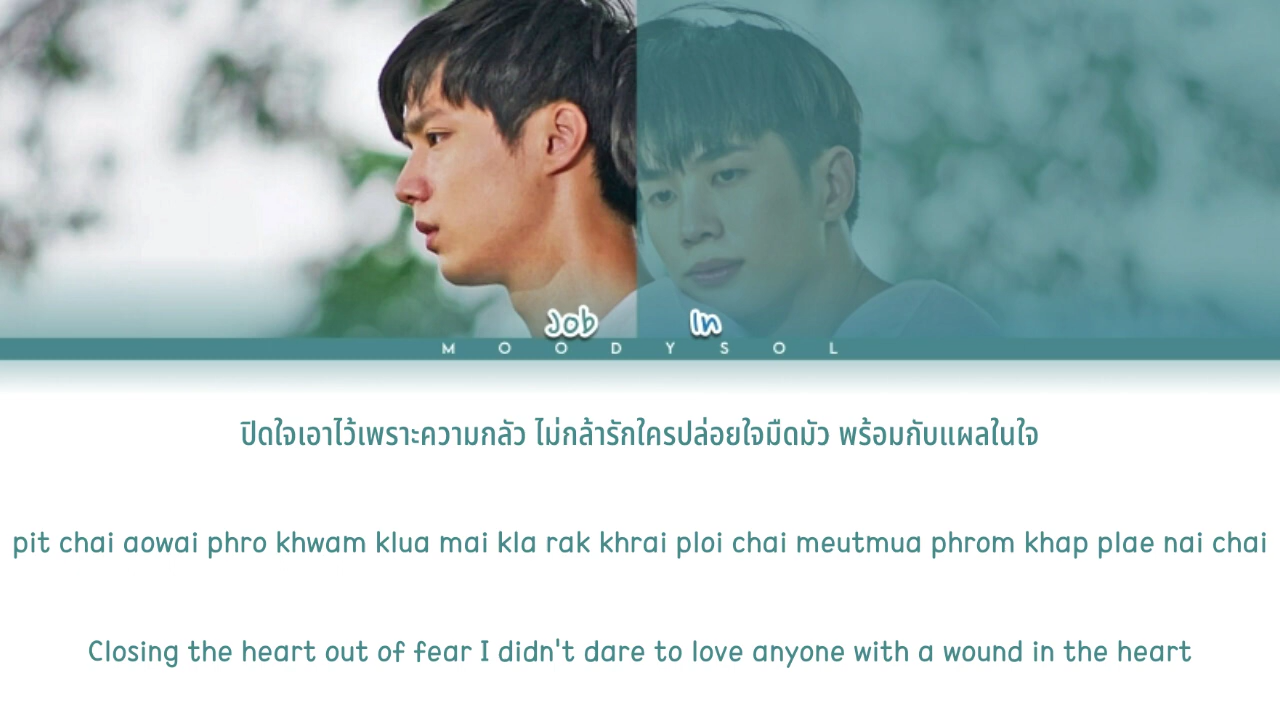 Job In
MOODYSOL
ปิดใจเอาไว้เพราะความกลัว ไม่กล้ารักใครปล่อยใจมืดมัว พร้อมกับแผลในใจ
pit chai aowai phro khwam klua mai kla rak khrai ploi chai meutmua phrom khap plae nai chai
Closing the heart out of fear I didn't dare to love anyone with a wound in the heart